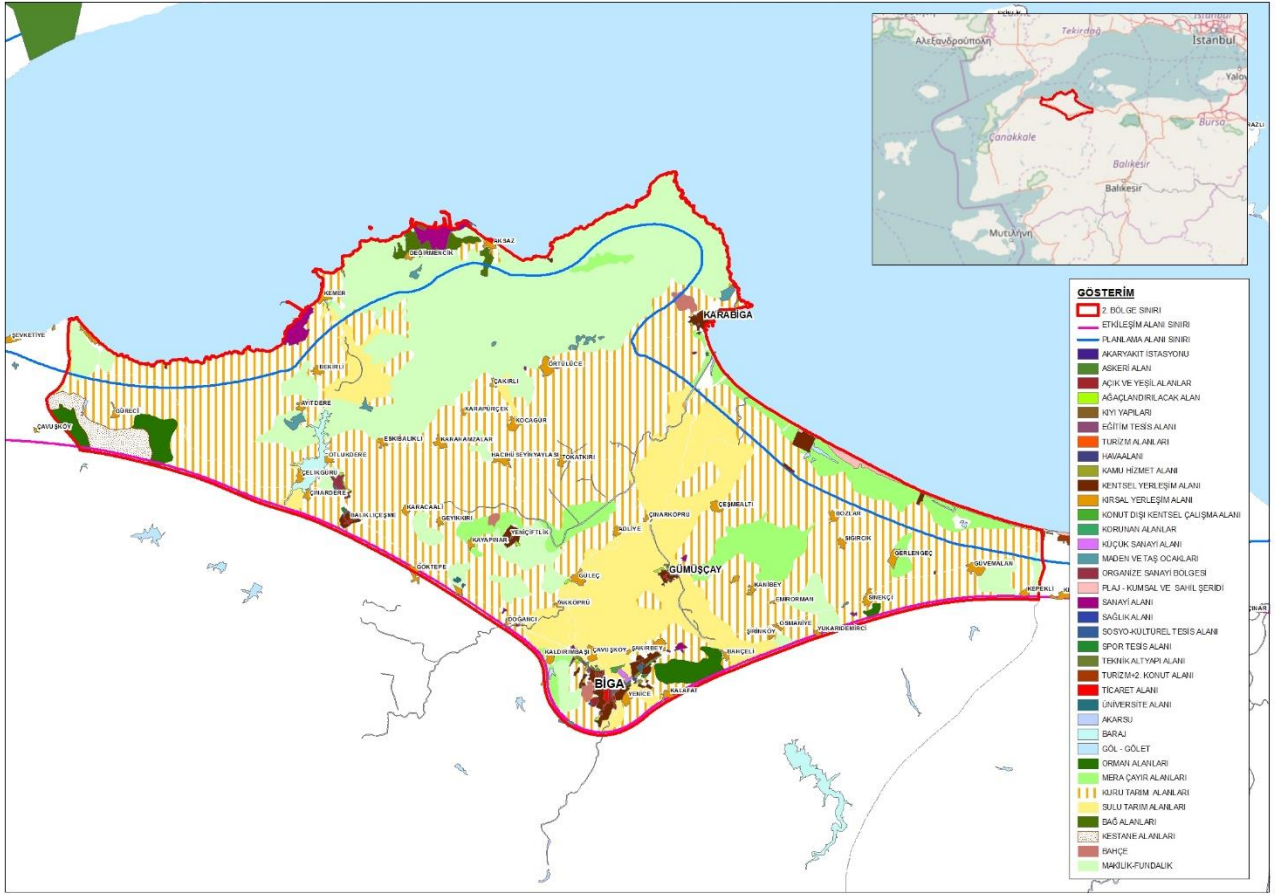 Αλεξανδρούπολη
Tekirdağ
İstanbul
İstanbul
Yalov
Çanakkale
Bursa
Balıkesir
Balıkesir
Μυτιλήνη
RAZLI
AKSAZ
DEĞİRMENCİK
KEMER
KARABİGA
ŞEVKETİYE
ÖRTÜLÜCE
BEKİRLİ
ÇAKIRLI
AYITDERE
KARAPÜRÇEK
GÜRECİ
KOCAGÜR
ÇAVUŞKÖY
ESKİBALIKLI
KARAHAMZALAR
OTLUKDERE
HACIHÜSEYİNYAYLASI
TOKATKIRI
ÇELİKGÜRÜ
ÇINARDERE
KARACAALİ
ÇEŞMEALTI
BALIKLIÇEŞME
GEYİKKIRI
ÇINARKÖPRÜ
BOZLAR
ADLİYE
YENİÇİFTLİK
KAYAPINAR
SIĞIRCIK
GERLENGEÇ
GÖKTEPE
GÜMÜŞÇAY
GÜVEMALAN
GÜLEÇ
KANİBEY
KEPEKLİ
AKKÖPRÜ
EMİRORMAN
SİNEKÇİ
ÇINAR
DOĞANCI
OSMANİYE
ŞİRİNKÖY
YUKARIDEMİRCİ
KALDIRIMBAŞI
ÇAVUŞKÖY
ŞAKİRBEY
BAHÇELİ
BİGA
YENİCE
KALAFAT
GÖSTERİM
2. BÖLGE SINIRI
ETKİLEŞİM ALANI SINIRI
PLANLAMA ALANI SINIRI
AKARYAKIT İSTASYONU
ASKERİ ALAN
AÇIK VE YEŞİL ALANLAR
AĞAÇLANDIRILACAK ALAN
KIYI YAPILARI
EĞİTİM TESİS ALANI
TURİZM ALANLARI
HAVAALANI
KAMU HİZMET ALANI
KENTSEL YERLEŞİM ALANI
KIRSAL YERLEŞİM ALANI
KONUT DIŞI KENTSEL ÇALIŞMA ALANI
KORUNAN ALANLAR
KÜÇÜK SANAYİ ALANI
MADEN VE TAŞ OCAKLARI
ORGANİZE SANAYİ BÖLGESİ
PLAJ - KUMSAL VE SAHİL ŞERİDİ
SANAYİ ALANI
SAĞLIK ALANI
SOSYO-KÜLTÜREL TESİS ALANI
SPOR TESİS ALANI
TEKNİK ALTYAPI ALANI
TURİZM+2. KONUT ALANI
TİCARET ALANI
ÜNİVERSİTE ALANI
AKARSU
BARAJ
GÖL - GÖLET
ORMAN ALANLARI
MERA ÇAYIR ALANLARI
KURU TARIM ALANLARI
SULU TARIM ALANLARI
BAĞ ALANLARI
KESTANE ALANLARI
BAHÇE
MAKİLİK-FUNDALIK